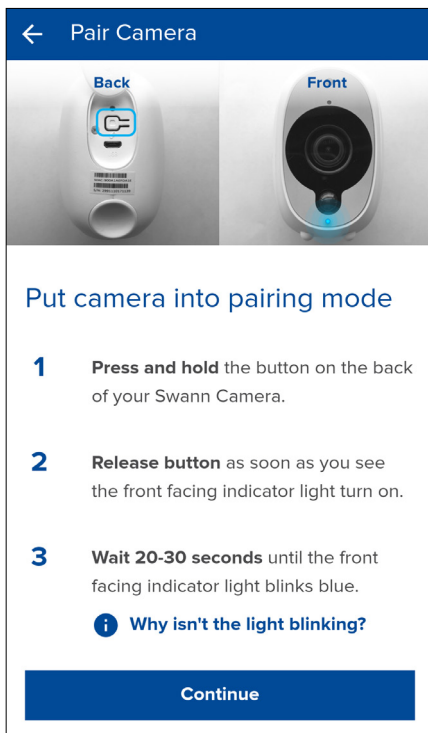 Pair Camera
Back
Front
Put camera into pairing mode
1
Press and hold the button on the back
of your Swann Camera.
2
Release button as soon as you see
the front facing indicator light turn on.
3
Wait 20-30 seconds until the front
facing indicator light blinks blue.
Why isn't the light blinking?
Continue